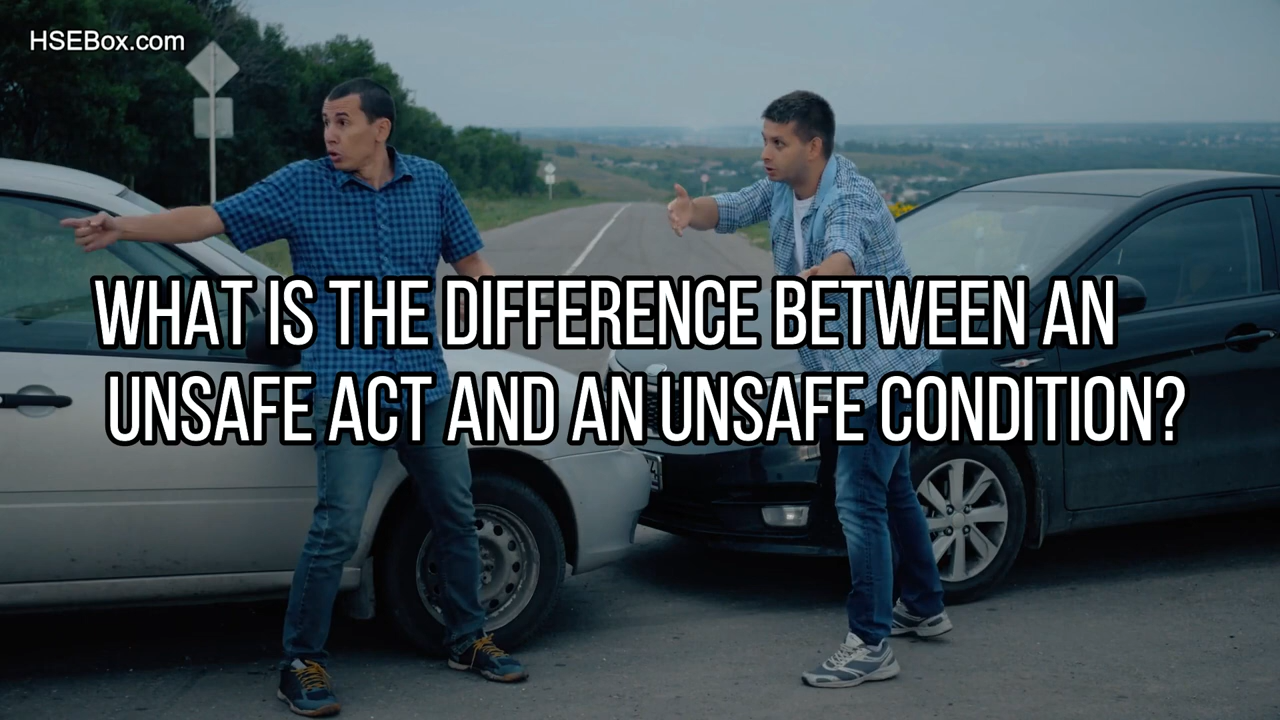 HSEBox.com
WHAT IS THE DIFFERENCE BETWEEN AN
UNSAFE ACT AND AN UNSAFE CONDITION?